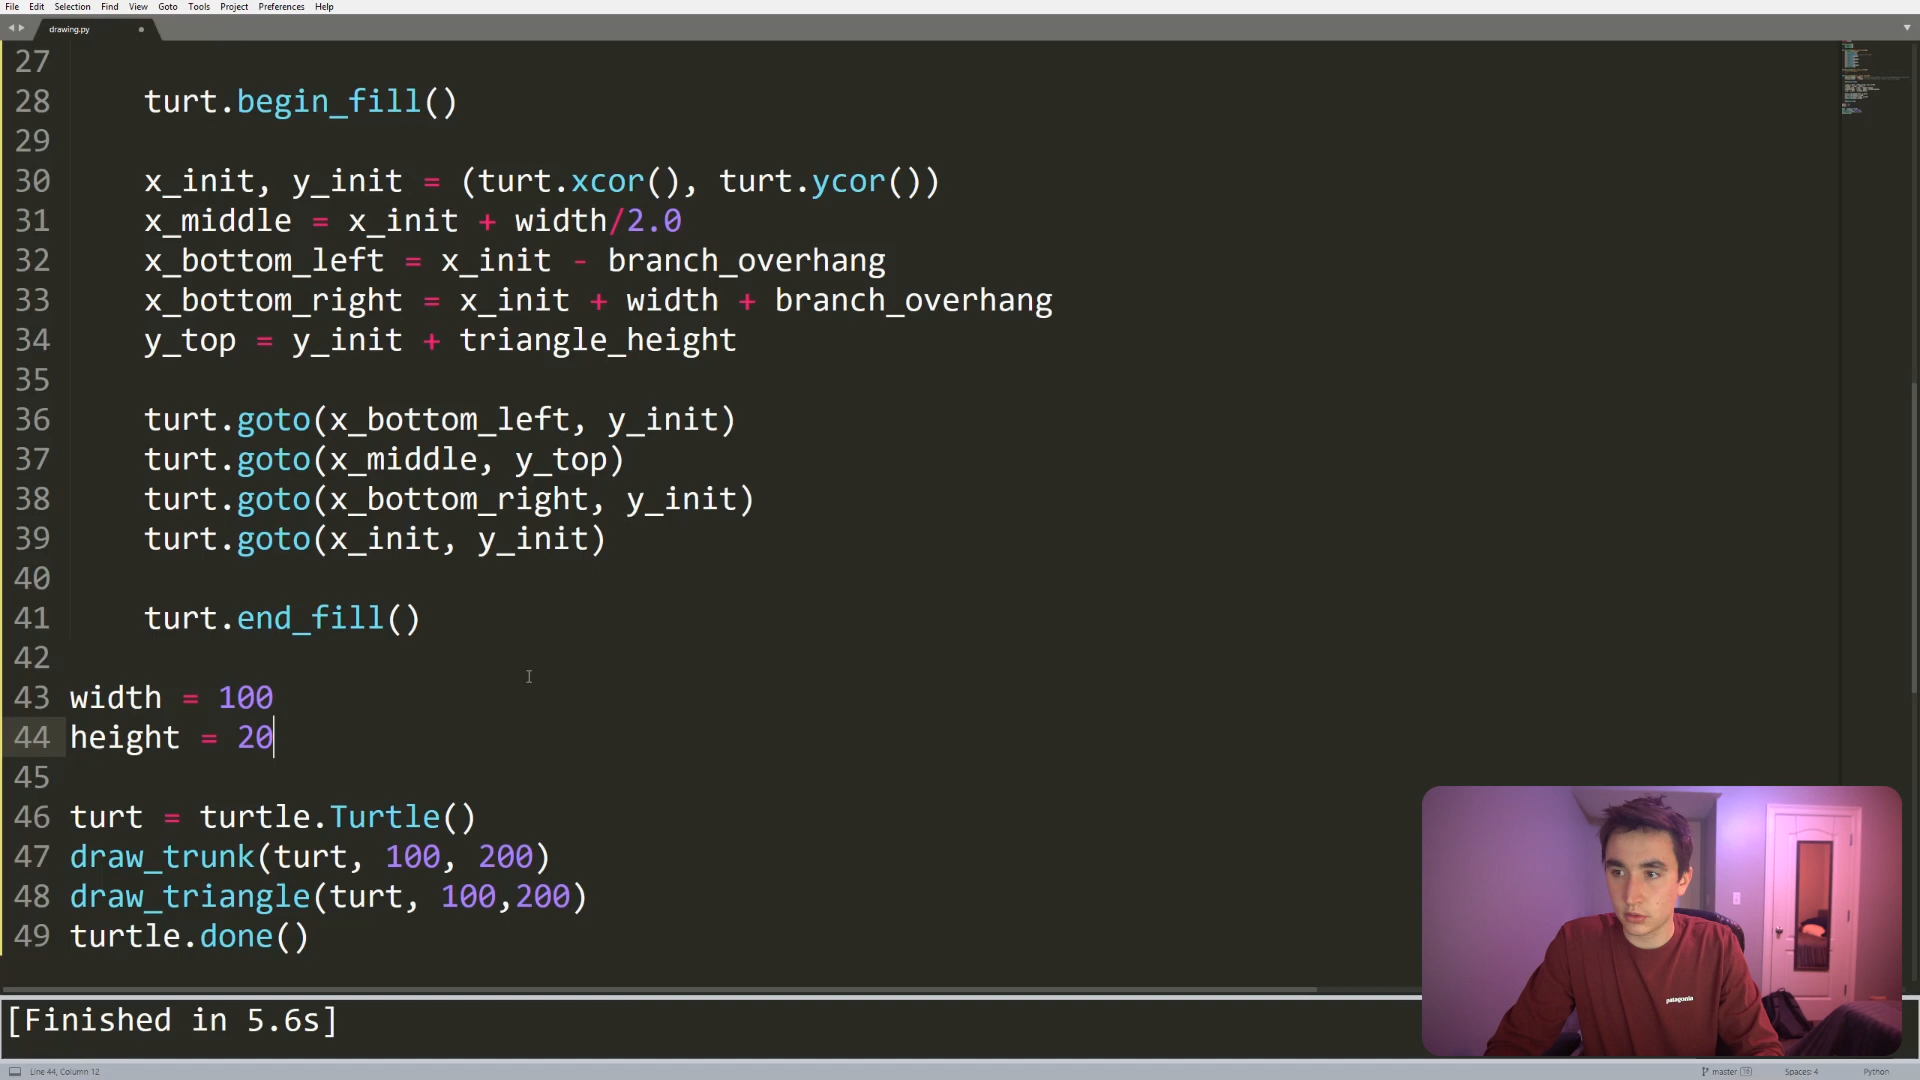 File Edit Selection Find View Goto Tools Project Preferences Help
drawing.py
27
28 turt.begin_fill()
29
30 x_init, y_init = (turt.xcor(), turt.ycor())
31 x_middle = x_init + width/2.0
32 x_bottom_left = x_init - branch_overhang
33 x_bottom_right = x_init + width + branch_overhang
34 y_top = y_init + triangle_height
35
36 turt.goto(x_bottom_left, y_init)
37 turt.goto(x_middle, y_top)
38 turt.goto(x_bottom_right, y_init)
39 turt.goto(x_init, y_init)
40
41 turt.end_fill()
42
43 width = 100
44 height = 20
45
46 turt = turtle.Turtle()
47 draw_trunk(turt, 100, 200)
48 draw_triangle(turt, 100,200)
49 turtle.done()
[Finished in 5.6s]
patagonia
Line 44, Column 12 master Spaces: 4 Python